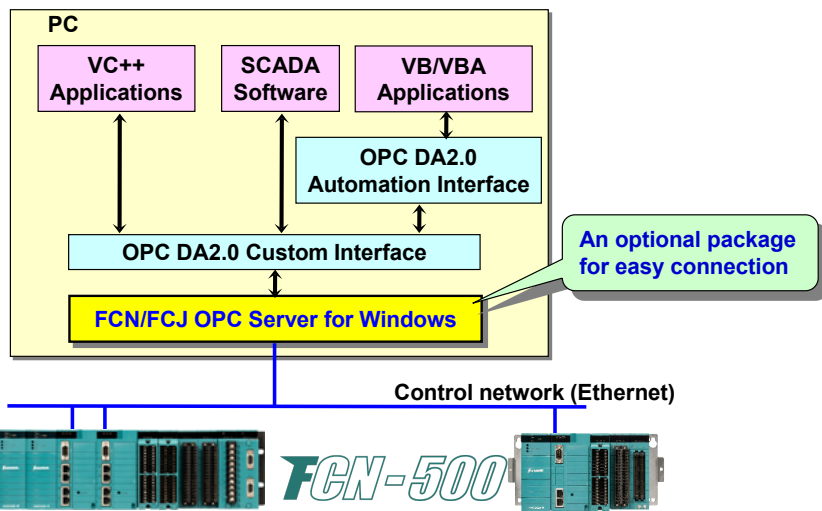 PC
VC++
Applications
SCADA
Software
VB/VBA
Applications
OPC DA2.0
Automation Interface
OPC DA2.0 Custom Interface
An optional package
for easy connection
FCN/FCJ OPC Server for Windows
Control network (Ethernet)
FCN-500